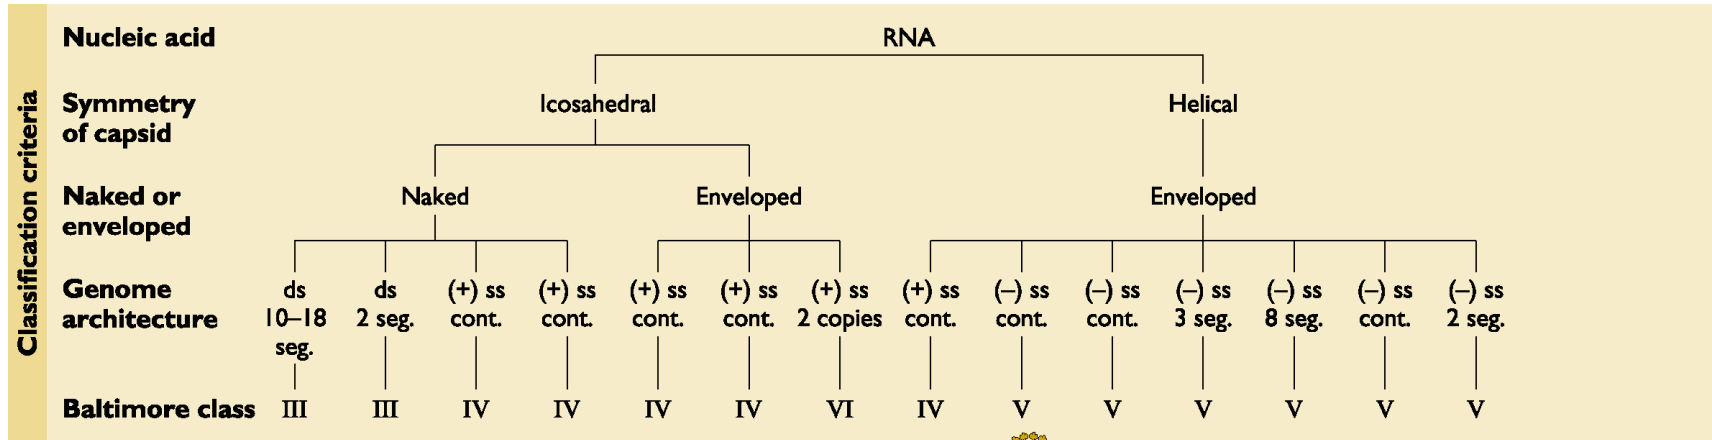 Classification criteria
Nucleic acid
RNA
Symmetry
of capsid
Icosahedral
Helical
Naked or
enveloped
Naked
Enveloped
Enveloped
Genome
architecture
ds
10–18
seg.
ds
2 seg.
(+) ss
cont.
(+) ss
cont.
(+) ss
cont.
(+) ss
cont.
(+) ss
2 copies
(+) ss
cont.
(–) ss
cont.
(–) ss
cont.
(–) ss
3 seg.
(–) ss
8 seg.
(–) ss
cont.
(–) ss
2 seg.
Baltimore class III III IV IV IV IV VI IV V V V V V V